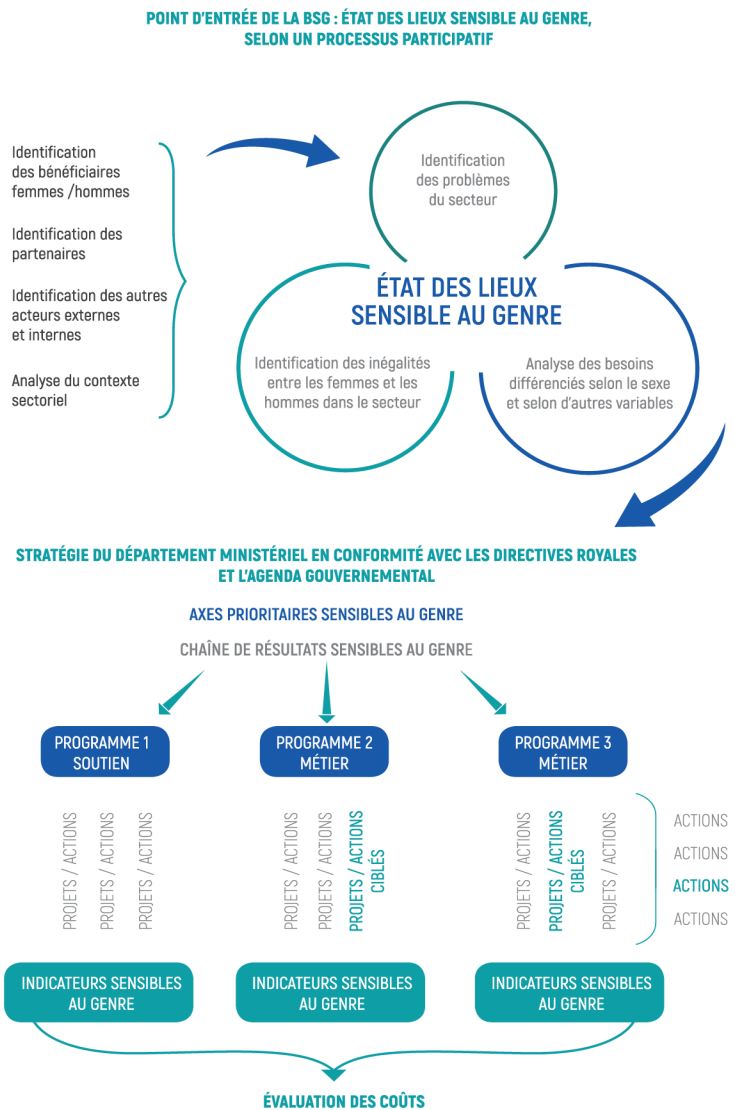 POINT D'ENTRÉE DE LA BSG : ÉTAT DES LIEUX SENSIBLE AU GENRE,
SELON UN PROCESSUS PARTICIPATIF
Identification
des bénéficiaires
femmes /hommes
Identification des
partenaires
Identification des autres
acteurs externes
et internes
Analyse du contexte
sectoriel
Identification
des problèmes
du secteur
ÉTAT DES LIEUX
SENSIBLE AU GENRE
Identification des inégalités
entre les femmes et les
hommes dans le secteur
Analyse des besoins
différenciés selon le sexe
et selon d'autres variables
STRATÉGIE DU DÉPARTEMENT MINISTÉRIEL EN CONFORMITÉ AVEC LES DIRECTIVES ROYALES
ET L'AGENDA GOUVERNEMENTAL
AXES PRIORITAIRES SENSIBLES AU GENRE
CHAÎNE DE RÉSULTATS SENSIBLES AU GENRE
PROGRAMME 1
SOUTIEN
PROGRAMME 2
MÉTIER
PROGRAMME 3
MÉTIER
PROJETS / ACTIONS
PROJETS / ACTIONS
PROJETS / ACTIONS
PROJETS / ACTIONS
PROJETS / ACTIONS
PROJETS / ACTIONS
CIBLÉS
PROJETS / ACTIONS
PROJETS / ACTIONS
CIBLÉS
PROJETS / ACTIONS
ACTIONS
ACTIONS
ACTIONS
ACTIONS
INDICATEURS SENSIBLES
AU GENRE
INDICATEURS SENSIBLES
AU GENRE
INDICATEURS SENSIBLES
AU GENRE
ÉVALUATION DES COÛTS